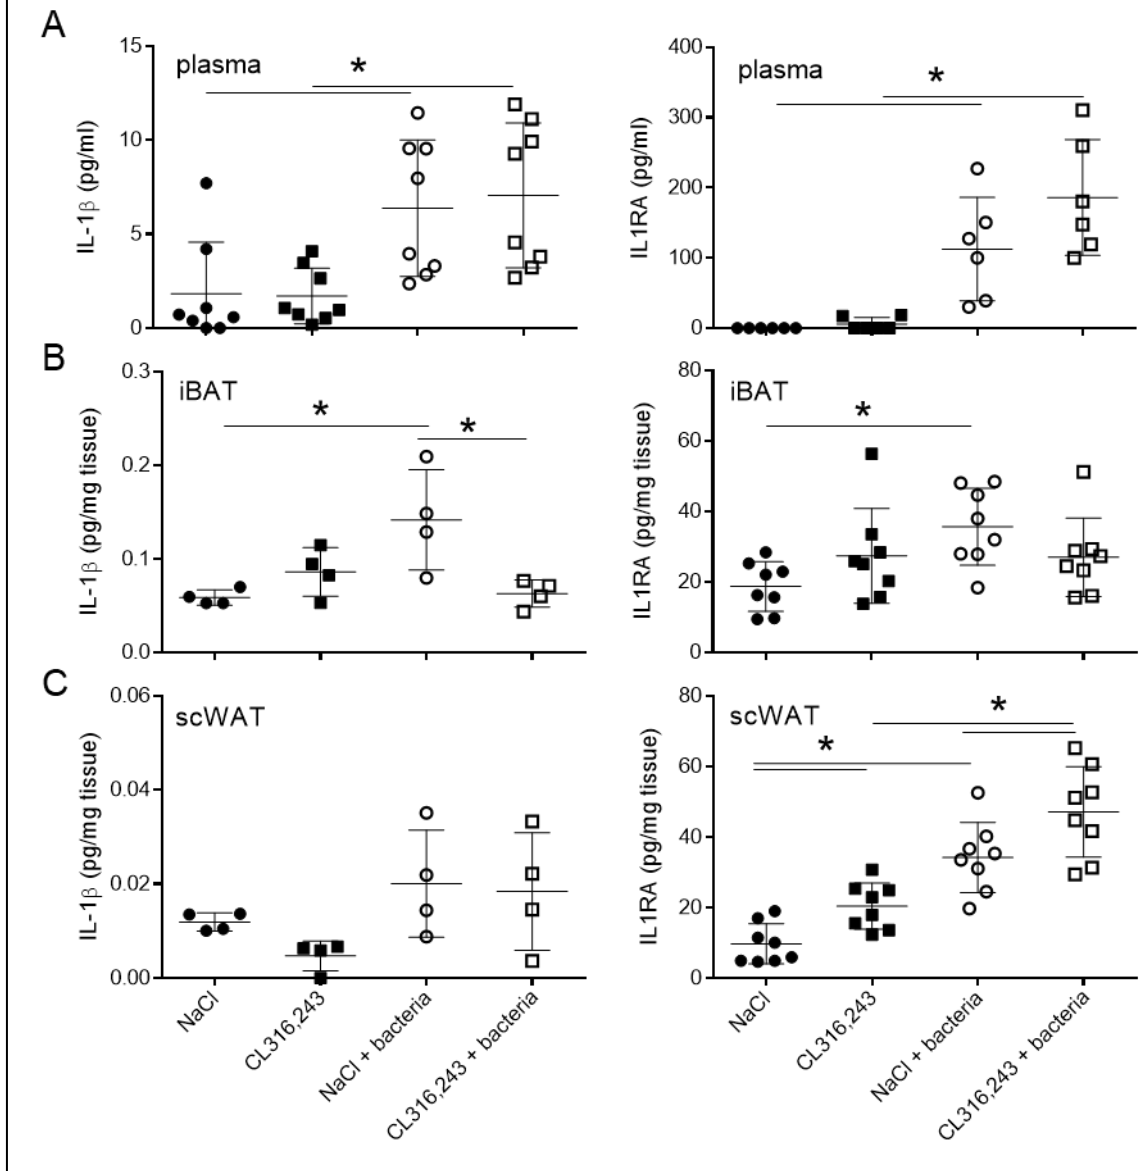 A
plasma
*
IL-1β (pg/ml)
15
10
5
0
plasma
*
IL1RA (pg/ml)
400
300
200
100
0
B
iBAT
*
*
IL-1β (pg/mg tissue)
0.3
0.2
0.1
0.0
iBAT
*
IL1RA (pg/mg tissue)
80
60
40
20
0
C
scWAT
IL-1β (pg/mg tissue)
0.06
0.04
0.02
0.00
NaCl
CL316,243
NaCl + bacteria
CL316,243 + bacteria
scWAT
*
*
IL1RA (pg/mg tissue)
80
60
40
20
0
NaCl
CL316,243
NaCl + bacteria
CL316,243 + bacteria